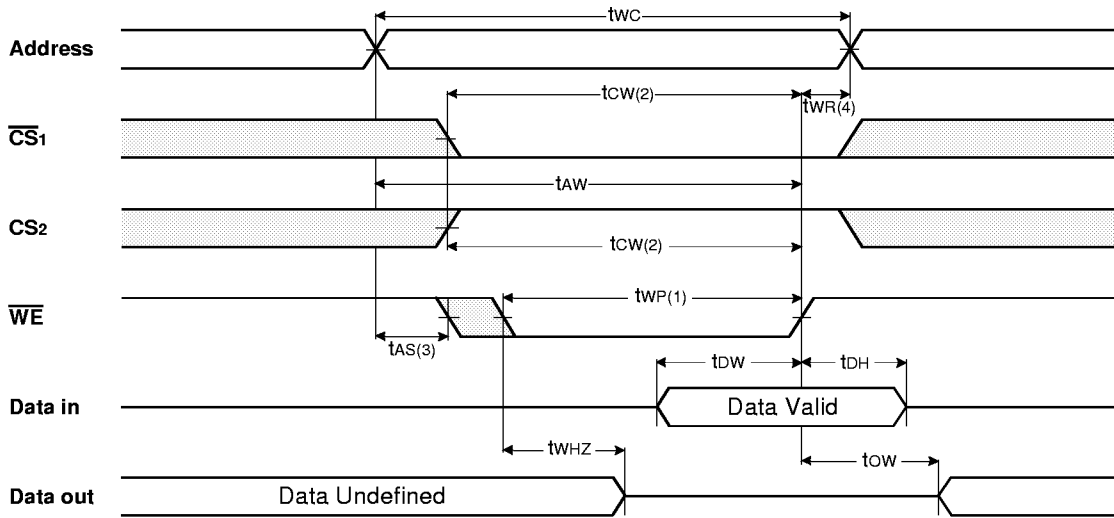 tWC
Address
tCW(2)
tWR(4)
CS1
tAW
CS2
tCW(2)
tWP(1)
WE
tAS(3)
tDW
tDH
Data in
Data Valid
tWHZ
tOW
Data out
Data Undefined